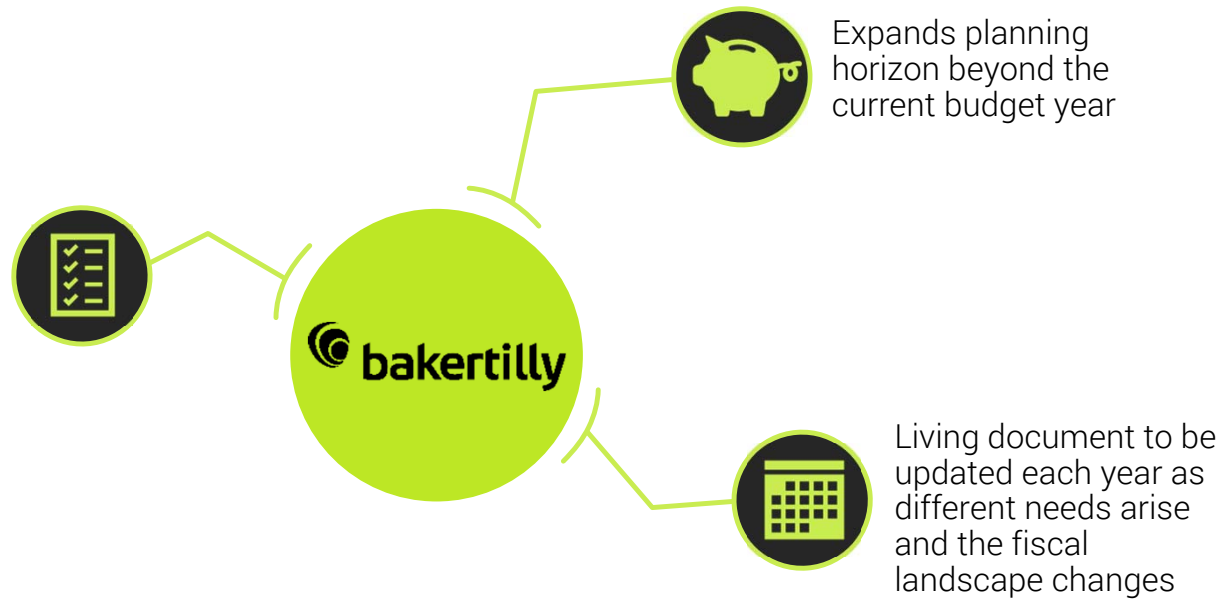 Expands planning
horizon beyond the
current budget year
bakertilly
Living document to be
updated each year as
different needs arise
and the fiscal
landscape changes